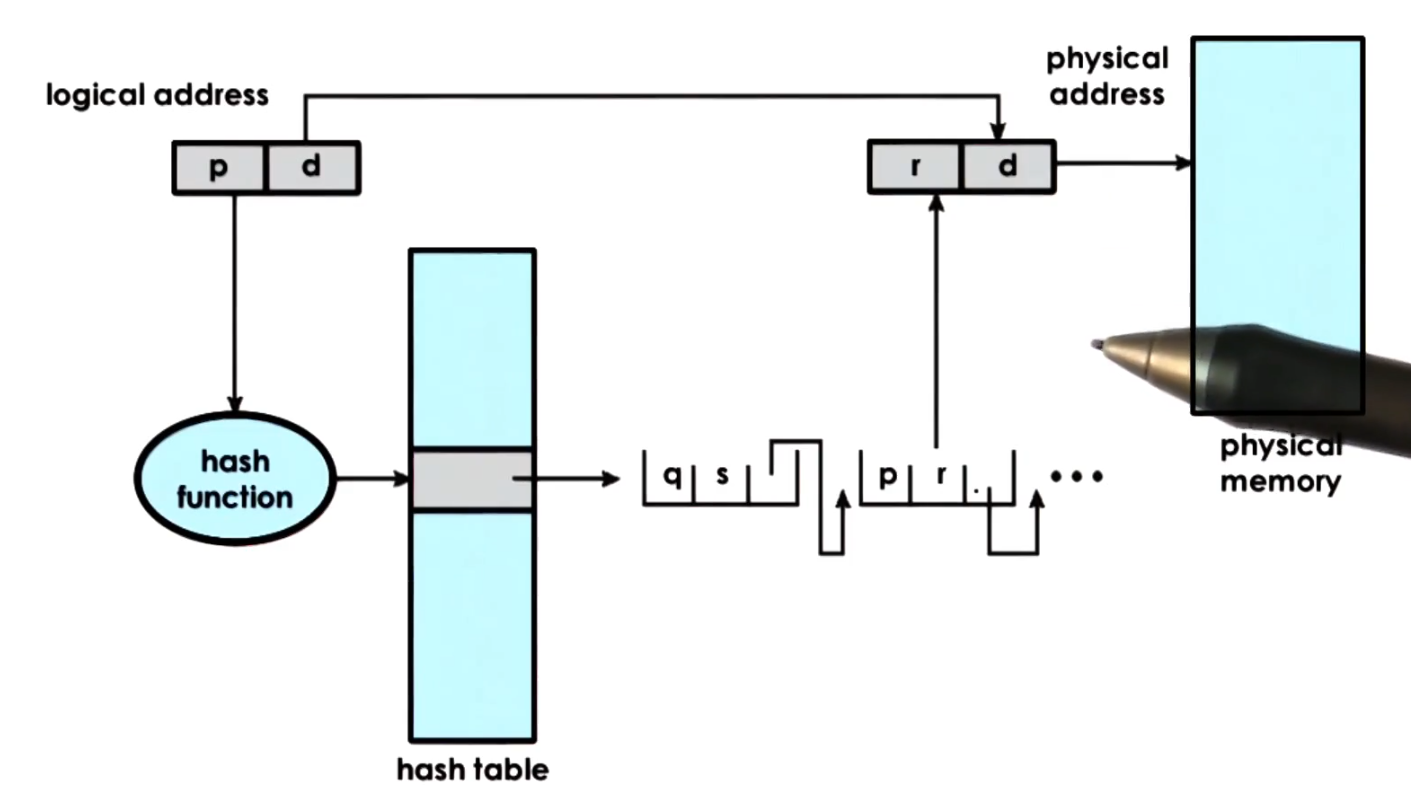 logical address
p d
physical
address
r d
hash
function
q s
p r . •••
physical
memory
hash table